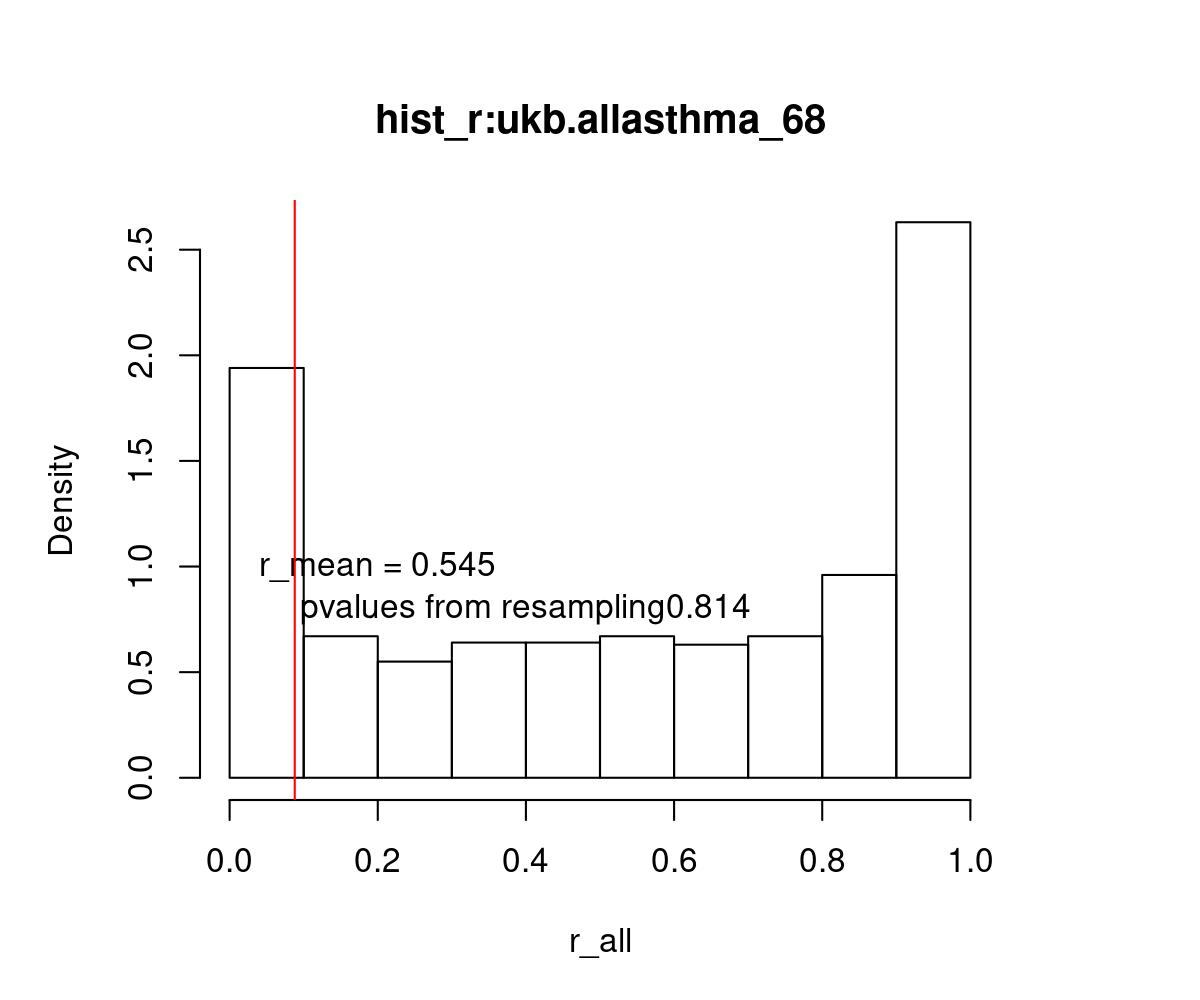 hist_r:ukb.allasthma_68
2.5
2.0
1.5
1.0
0.5
0.0
Density
r_mean = 0.545
pvalues from resampling0.814
0.0 0.2 0.4 0.6 0.8 1.0
r_all